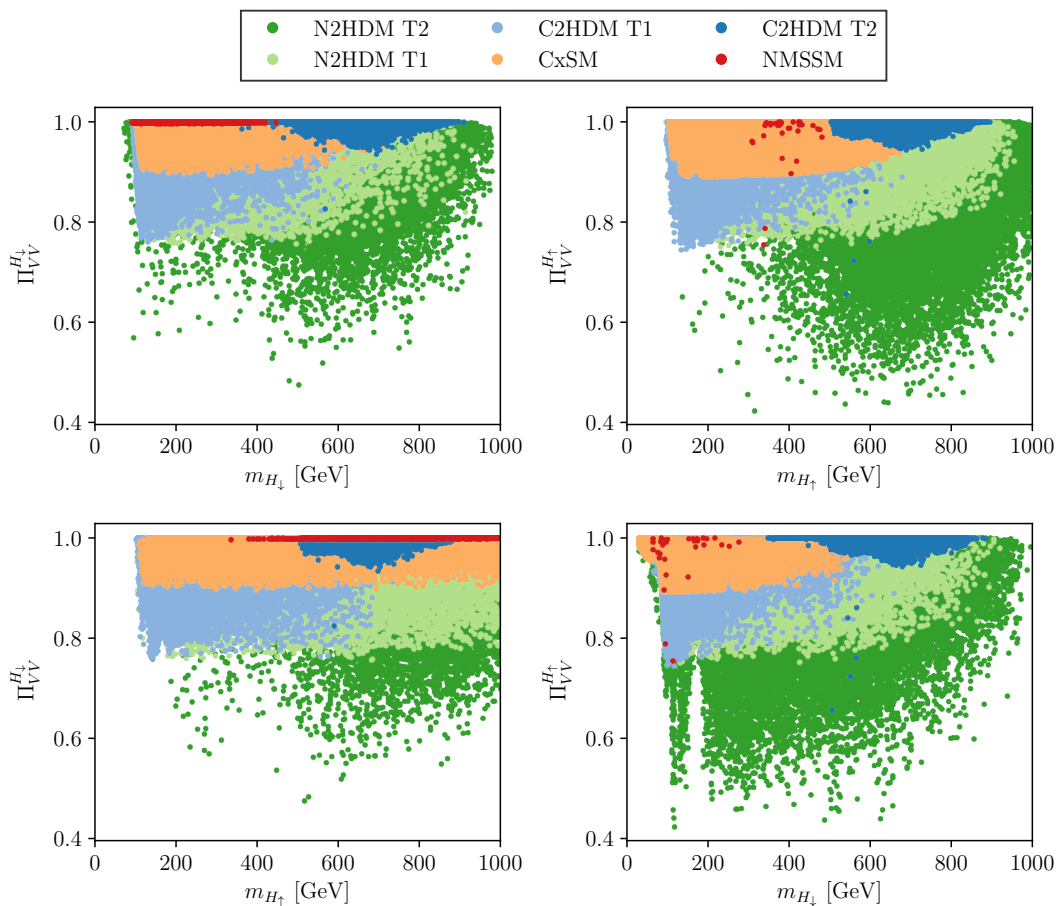 N2HDM T2 C2HDM T1 C2HDM T2
N2HDM T1 CxSM NMSSM
1.0
0.8
0.6
0.4
Π_{VV}^{H↓}
0 200 400 600 800 1000
m_{H↓} [GeV]
1.0
0.8
0.6
0.4
Π_{VV}^{H↑}
0 200 400 600 800 1000
m_{H↑} [GeV]
1.0
0.8
0.6
0.4
Π_{VV}^{H↓}
0 200 400 600 800 1000
m_{H↑} [GeV]
1.0
0.8
0.6
0.4
Π_{VV}^{H↑}
0 200 400 600 800 1000
m_{H↓} [GeV]